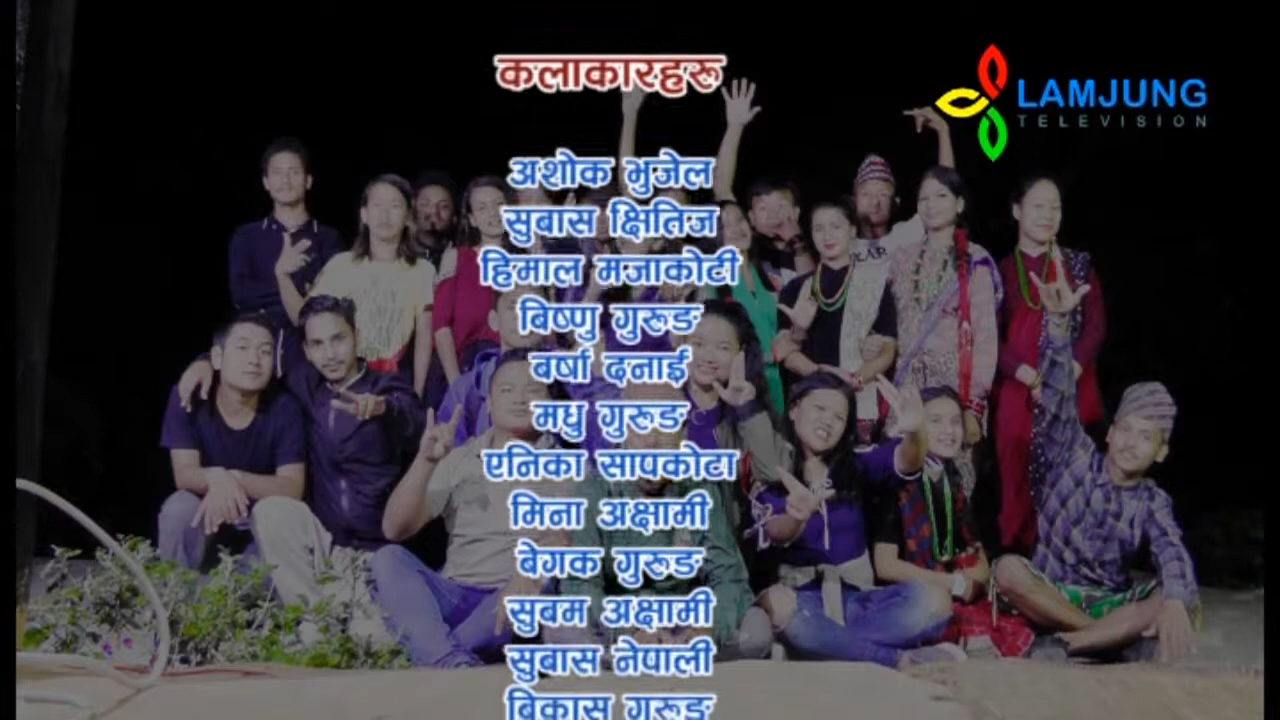 कलाकारहरु
LAMJUNG
TELEVISION
अशोक भुजेल
सुबास क्षितिज
हिमाल मजाकोटी
बिष्णु गुरुङ
बर्षा दनाई
मधु गुरुङ
एनिका सापकोटा
मिना अक्षामी
बेगक गुरुङ
सुबम अक्षामी
सुबास नेपाली
बिकास गुरुङ